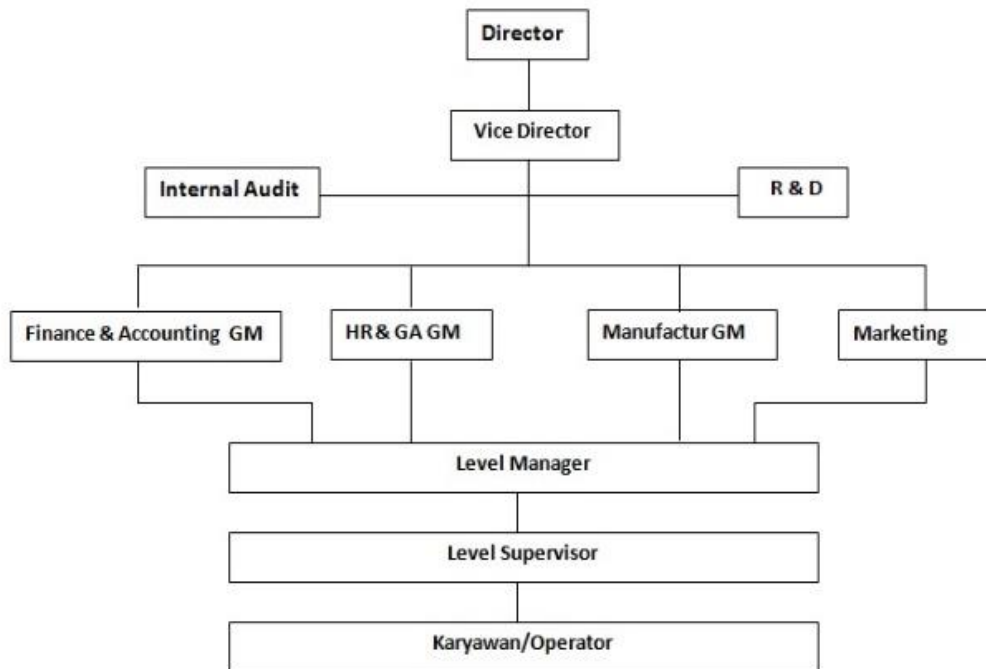 Director
Vice Director
Internal Audit
R & D
Finance & Accounting GM
HR & GA GM
Manufactur GM
Marketing
Level Manager
Level Supervisor
Karyawan/Operator